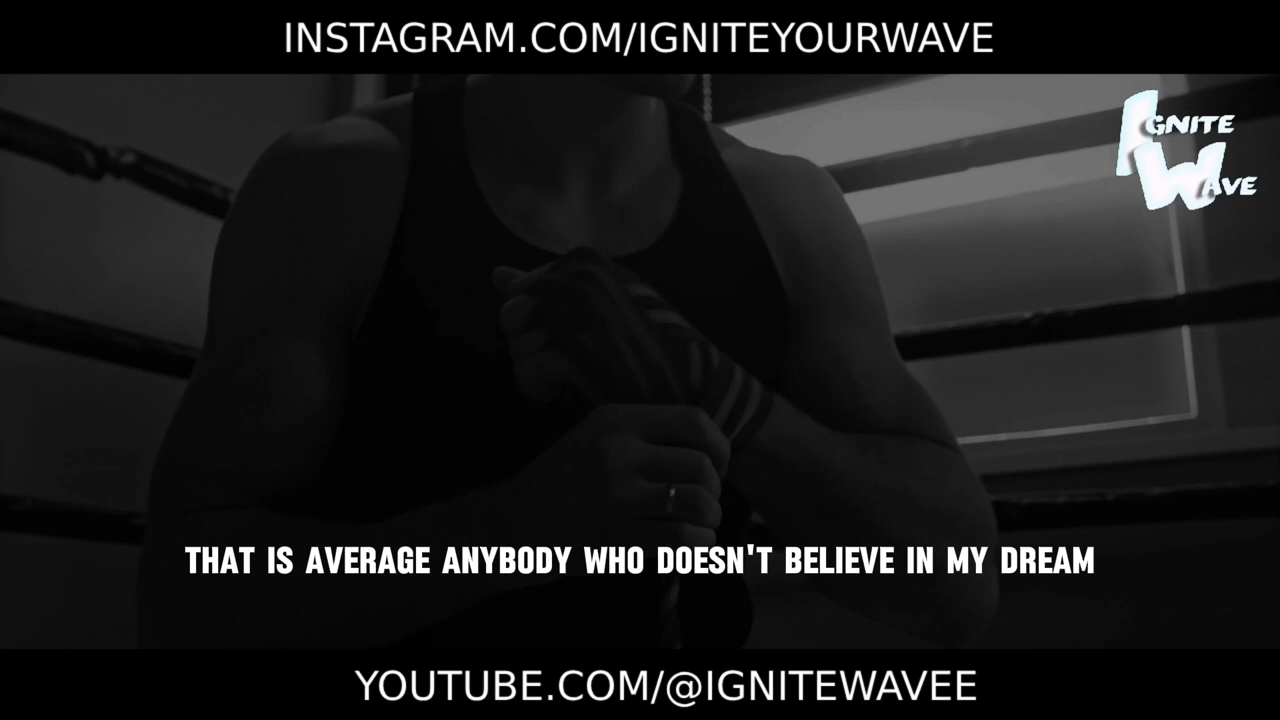 INSTAGRAM.COM/IGNITEYOURWAVE
IGNITE
WAVE
THAT IS AVERAGE ANYBODY WHO DOESN'T BELIEVE IN MY DREAM
YOUTUBE.COM/@IGNITEWAVEE